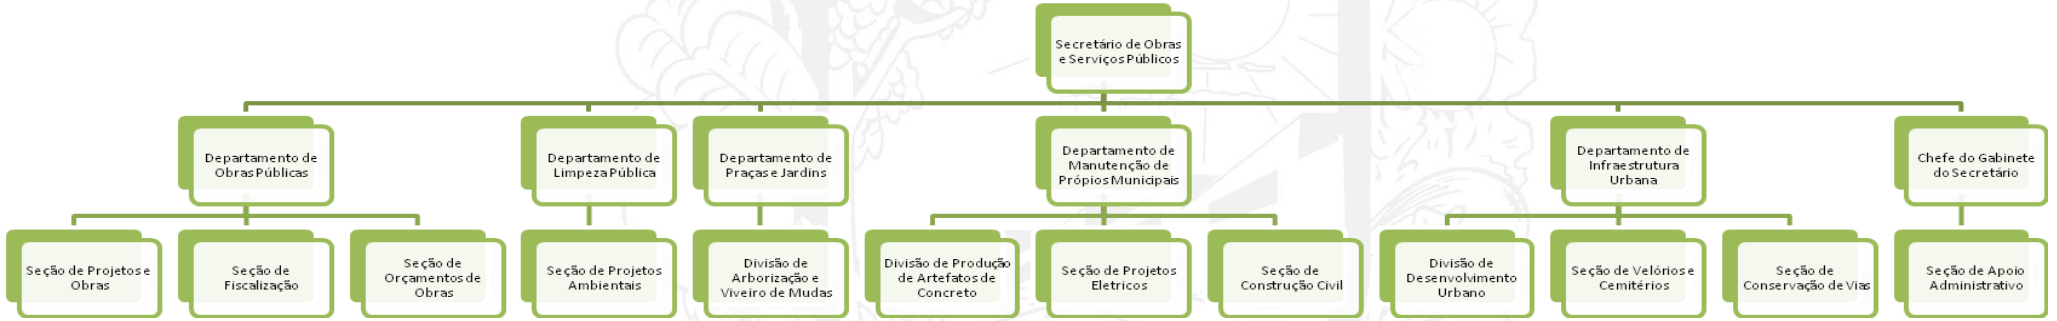 Secretário de Obras
e Serviços Públicos
Departamento de
Obras Públicas
Departamento de
Limpeza Pública
Departamento de
Praças e Jardins
Departamento de
Manutenção de
Própios Municipais
Departamento de
Infraestrutura
Urbana
Chefe do Gabinete
do Secretário
Seção de Projetos e
Obras
Seção de
Fiscalização
Seção de
Orçamentos de
Obras
Seção de Projetos
Ambientais
Divisão de
Arborização e
Viveiro de Mudas
Divisão de Produção
de Artefatos de
Concreto
Seção de Projetos
Eletricos
Seção de
Construção Civil
Divisão de
Desenvolvimento
Urbano
Seção de Velórios e
Cemitérios
Seção de
Conservação de Vias
Seção de Apoio
Administrativo